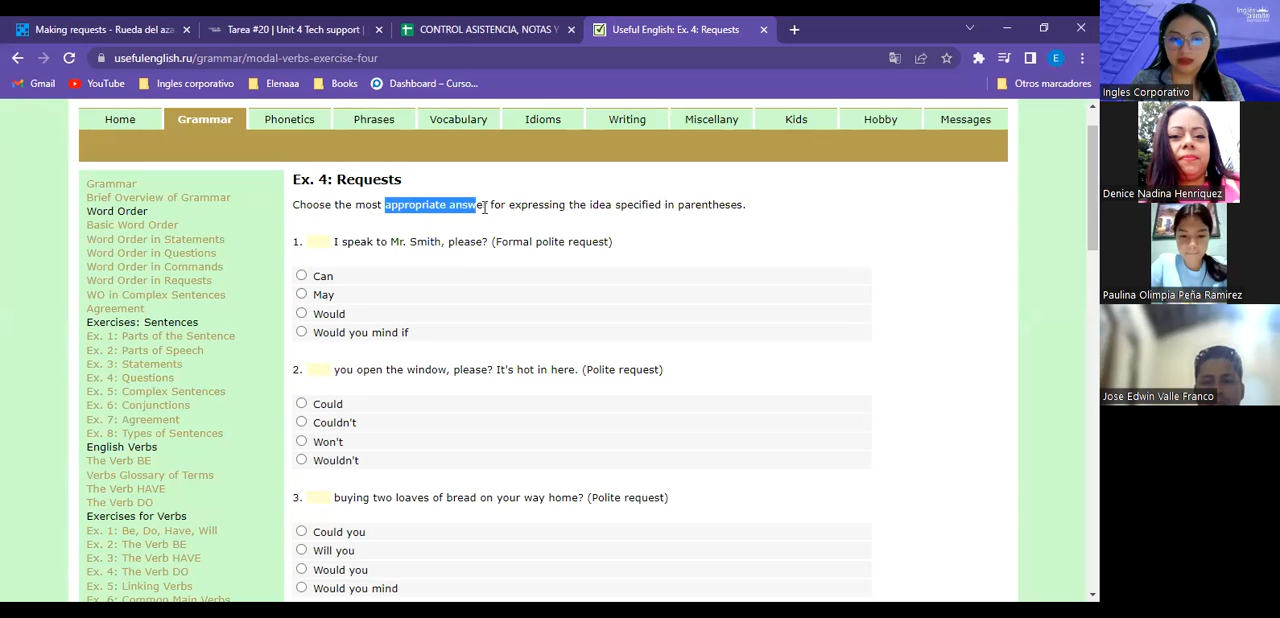 Making requests - Rueda del aza
Tarea #20 | Unit 4 Tech support |
CONTROL ASISTENCIA, NOTAS Y
Useful English: Ex. 4: Requests
usefulenglish.ru/grammar/modal-verbs-exercise-four
E
Gmail
YouTube
Ingles corporativo
Elenaaa
Books
Dashboard – Curso...
Otros marcadores
Home
Grammar
Phonetics
Phrases
Vocabulary
Idioms
Writing
Miscellany
Kids
Hobby
Messages
Grammar
Brief Overview of Grammar
Word Order
Basic Word Order
Word Order in Statements
Word Order in Questions
Word Order in Commands
Word Order in Requests
WO in Complex Sentences
Agreement
Exercises: Sentences
Ex. 1: Parts of the Sentence
Ex. 2: Parts of Speech
Ex. 3: Statements
Ex. 4: Questions
Ex. 5: Complex Sentences
Ex. 6: Conjunctions
Ex. 7: Agreement
Ex. 8: Types of Sentences
English Verbs
The Verb BE
Verbs Glossary of Terms
The Verb HAVE
The Verb DO
Exercises for Verbs
Ex. 1: Be, Do, Have, Will
Ex. 2: The Verb BE
Ex. 3: The Verb HAVE
Ex. 4: The Verb DO
Ex. 5: Linking Verbs
Ex. 6: Common Main Verbs
Ex. 4: Requests
Choose the most appropriate answer for expressing the idea specified in parentheses.
1. I speak to Mr. Smith, please? (Formal polite request)
Can
May
Would
Would you mind if
2. you open the window, please? It's hot in here. (Polite request)
Could
Couldn't
Won't
Wouldn't
3. buying two loaves of bread on your way home? (Polite request)
Could you
Will you
Would you
Would you mind
Ingles Corporativo
Denice Nadina Henriquez
Paulina Olimpia Peña Ramirez
Jose Edwin Valle Franco